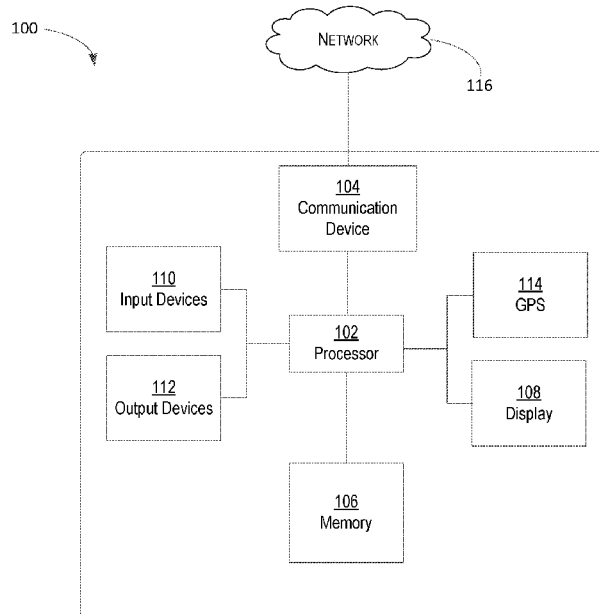 100
NETWORK
116
104
Communication
Device
110
Input Devices
114
GPS
102
Processor
112
Output Devices
108
Display
106
Memory